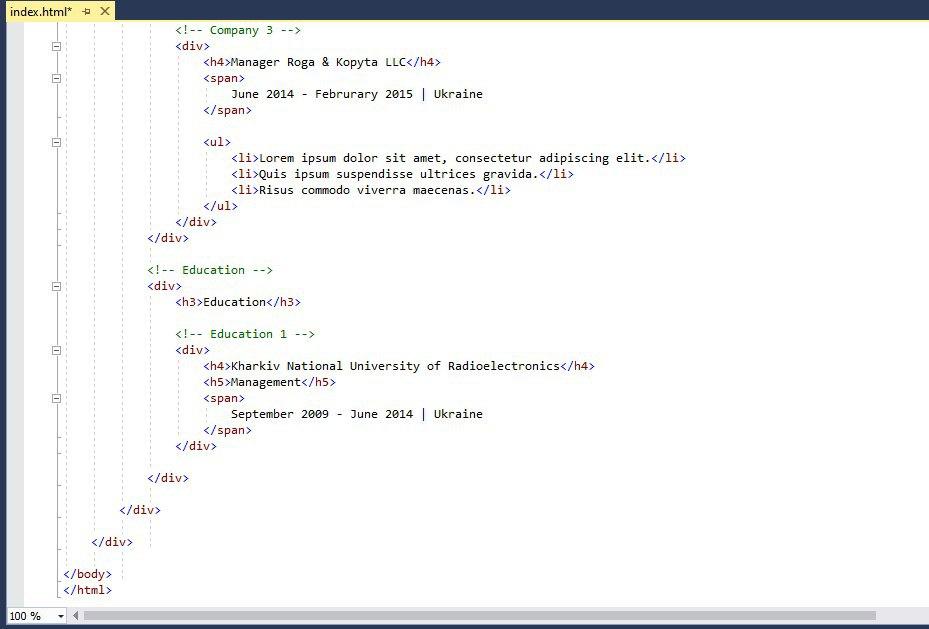 index.html*
<!-- Company 3 -->
<div>
<h4>Manager Roga & Kopyta LLC</h4>
<span>
June 2014 - Februrary 2015 | Ukraine
</span>
<ul>
<li>Lorem ipsum dolor sit amet, consectetur adipiscing elit.</li>
<li>Quis ipsum suspendisse ultrices gravida.</li>
<li>Risus commodo viverra maecenas.</li>
</ul>
</div>
</div>
<!-- Education -->
<div>
<h3>Education</h3>
<!-- Education 1 -->
<div>
<h4>Kharkiv National University of Radioelectronics</h4>
<h5>Management</h5>
<span>
September 2009 - June 2014 | Ukraine
</span>
</div>
</div>
</div>
</div>
</body>
</html>
100 %